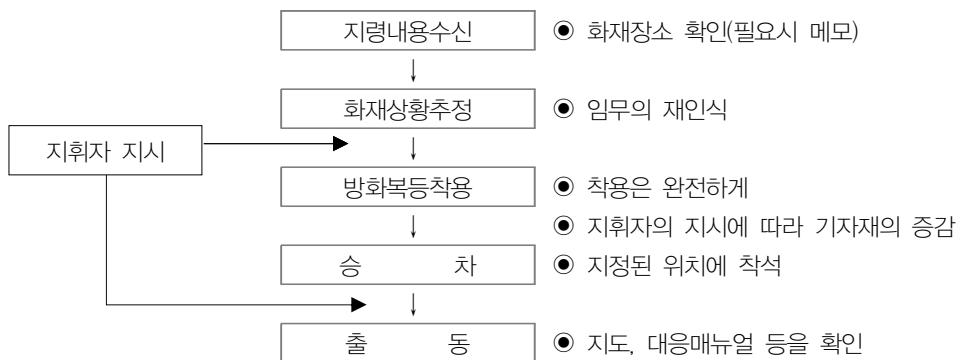 지령내용수신 ◉ 화재장소 확인(필요시 메모)
↓
화재상황추정 ◉ 임무의 재인식
지휘자 지시
↓
방화복등착용 ◉ 착용은 완전하게
↓ ◉ 지휘자의 지시에 따라 기자재의 증감
승 차 ◉ 지정된 위치에 착석
↓
출 동 ◉ 지도, 대응매뉴얼 등을 확인